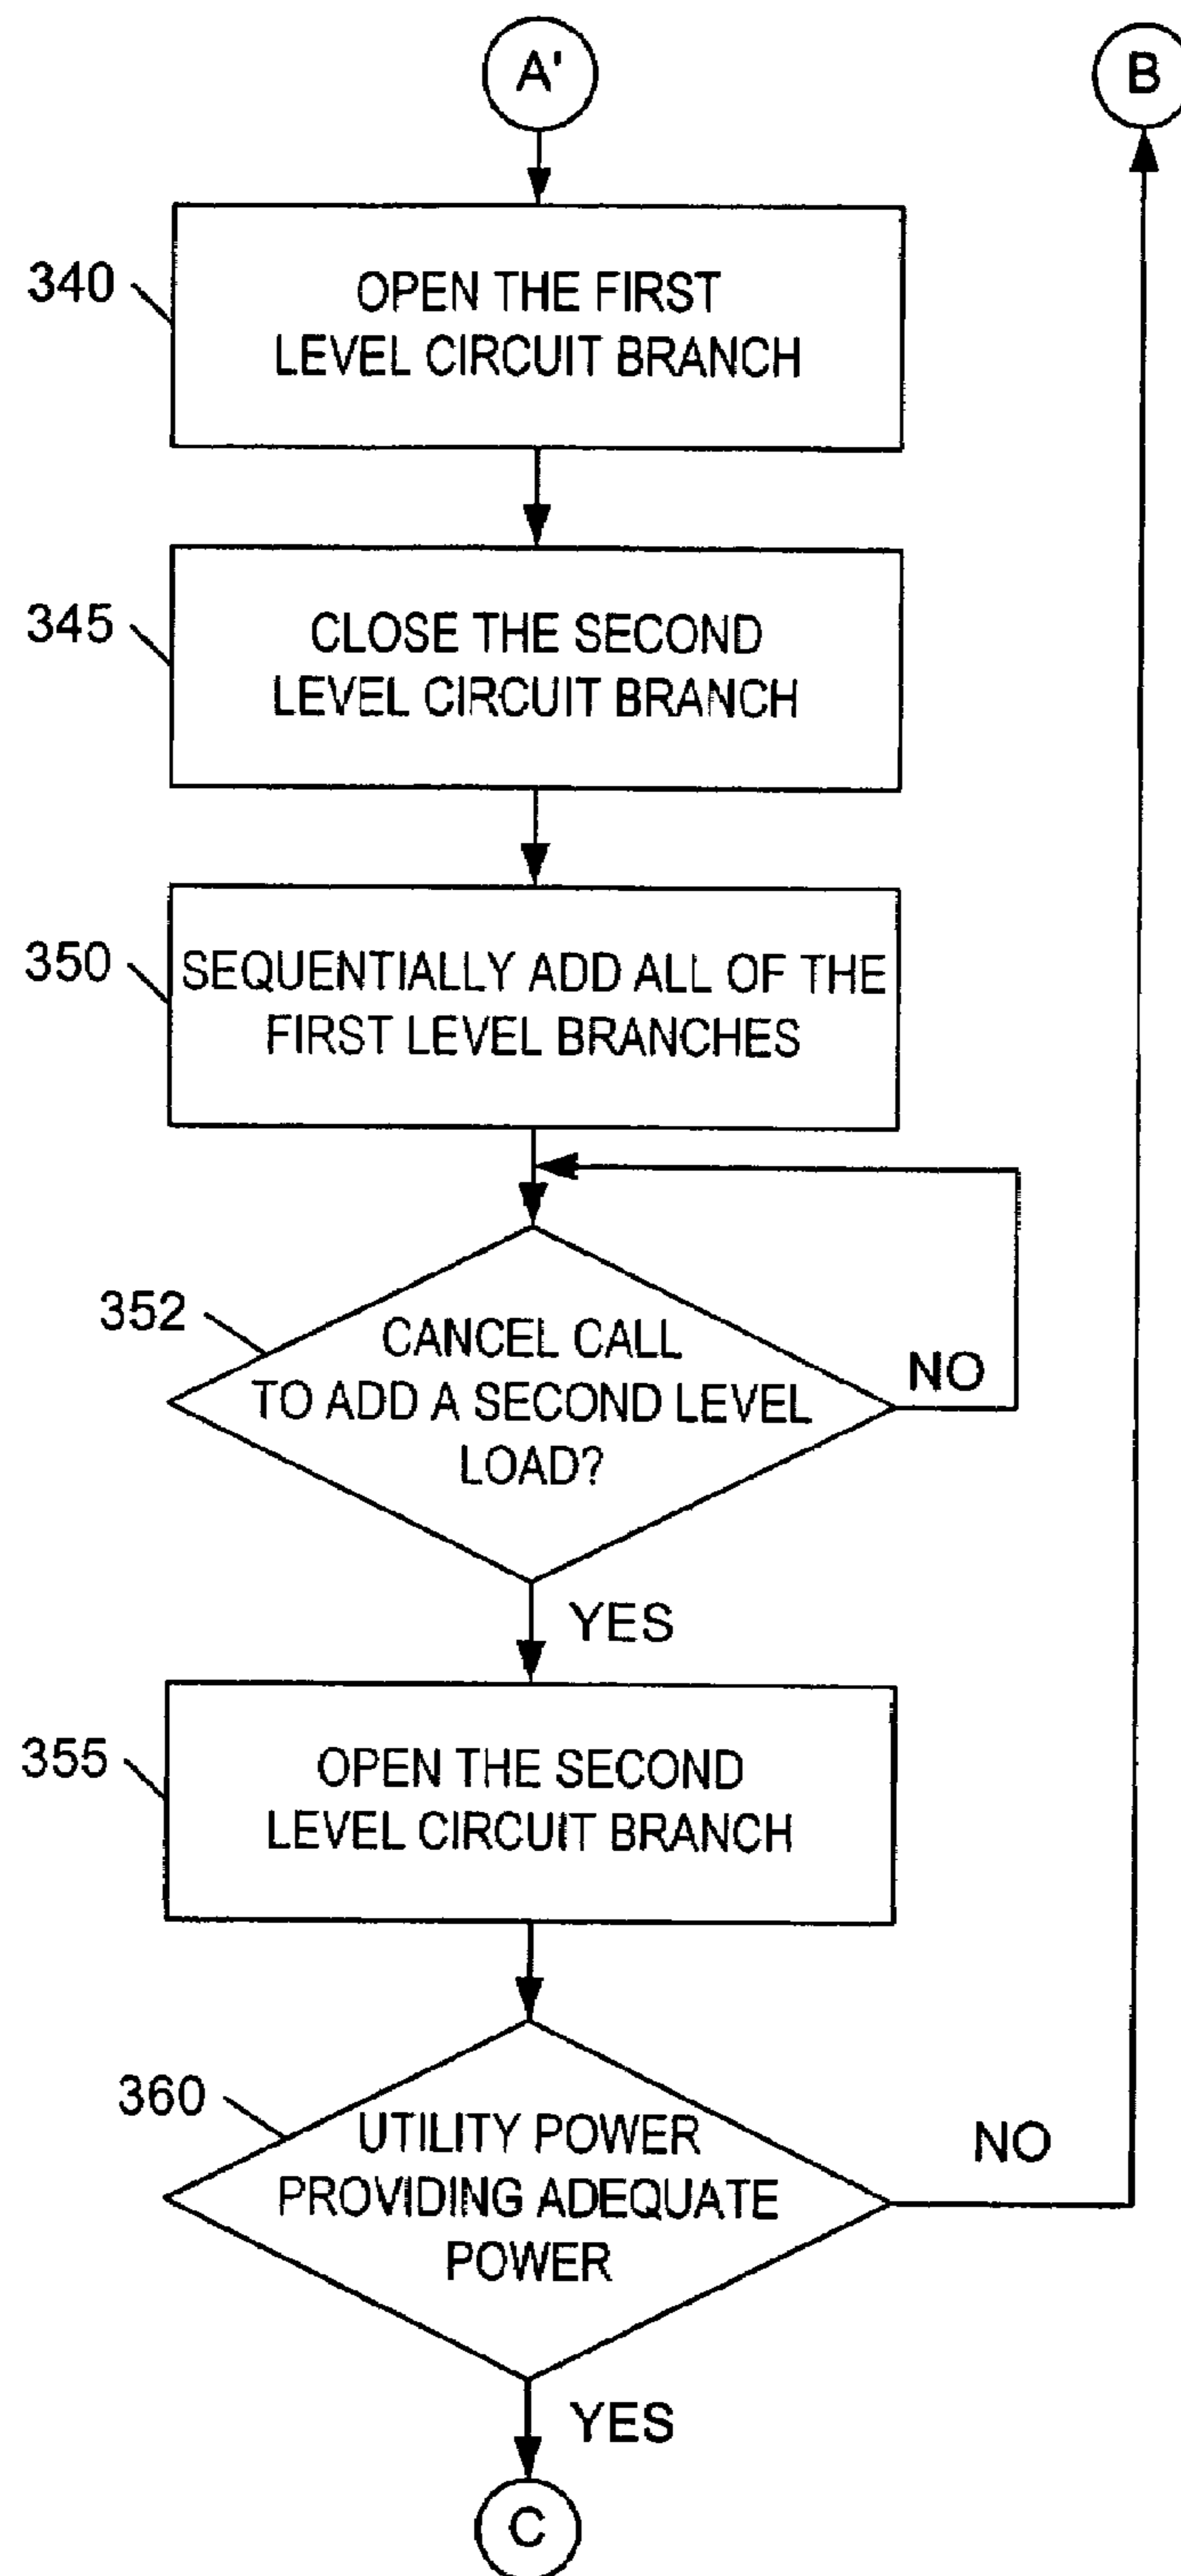 A'
B
340
OPEN THE FIRST
LEVEL CIRCUIT BRANCH
345
CLOSE THE SECOND
LEVEL CIRCUIT BRANCH
350
SEQUENTIALLY ADD ALL OF THE
FIRST LEVEL BRANCHES
352
CANCEL CALL
TO ADD A SECOND LEVEL
LOAD?
NO
YES
355
OPEN THE SECOND
LEVEL CIRCUIT BRANCH
360
UTILITY POWER
PROVIDING ADEQUATE
POWER
NO
YES
C